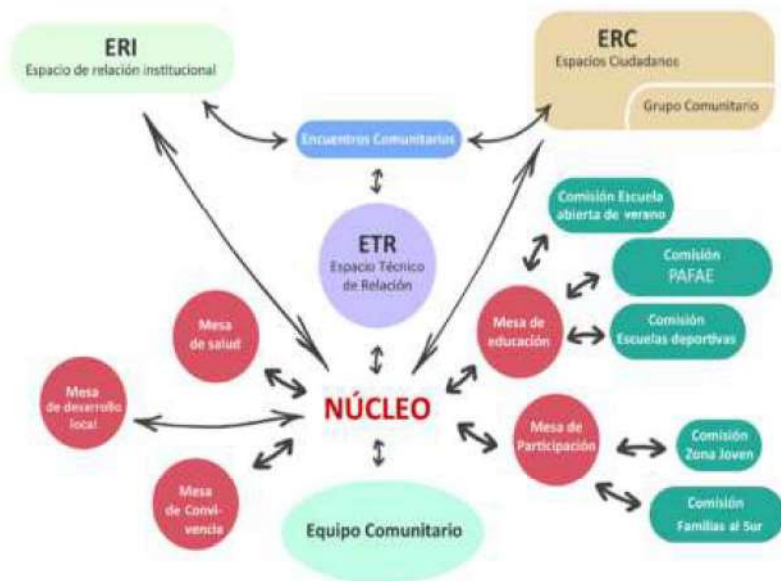 ERI
Espacio de relación institucional
ERC
Espacios Ciudadanos
Grupo Comunitario
Encuentros Comunitarios
ETR
Espacio Técnico
de Relación
Comisión Escuela
abierta de verano
Comisión
PAFAE
Comisión
Escuelas deportivas
Mesa de
educación
Mesa
de salud
Mesa
de desarrollo
local
NÚCLEO
Mesa de
Participación
Comisión
Zona Joven
Comisión
Familias al Sur
Mesa
de Convi-
vencia
Equipo Comunitario